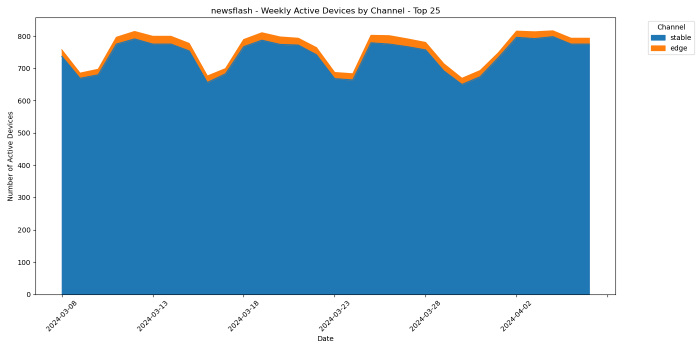 newsflash - Weekly Active Devices by Channel - Top 25
Channel
stable
edge
Number of Active Devices
800
700
600
500
400
300
200
100
0
2024-03-08
2024-03-13
2024-03-18
2024-03-23
2024-03-28
2024-04-02
Date